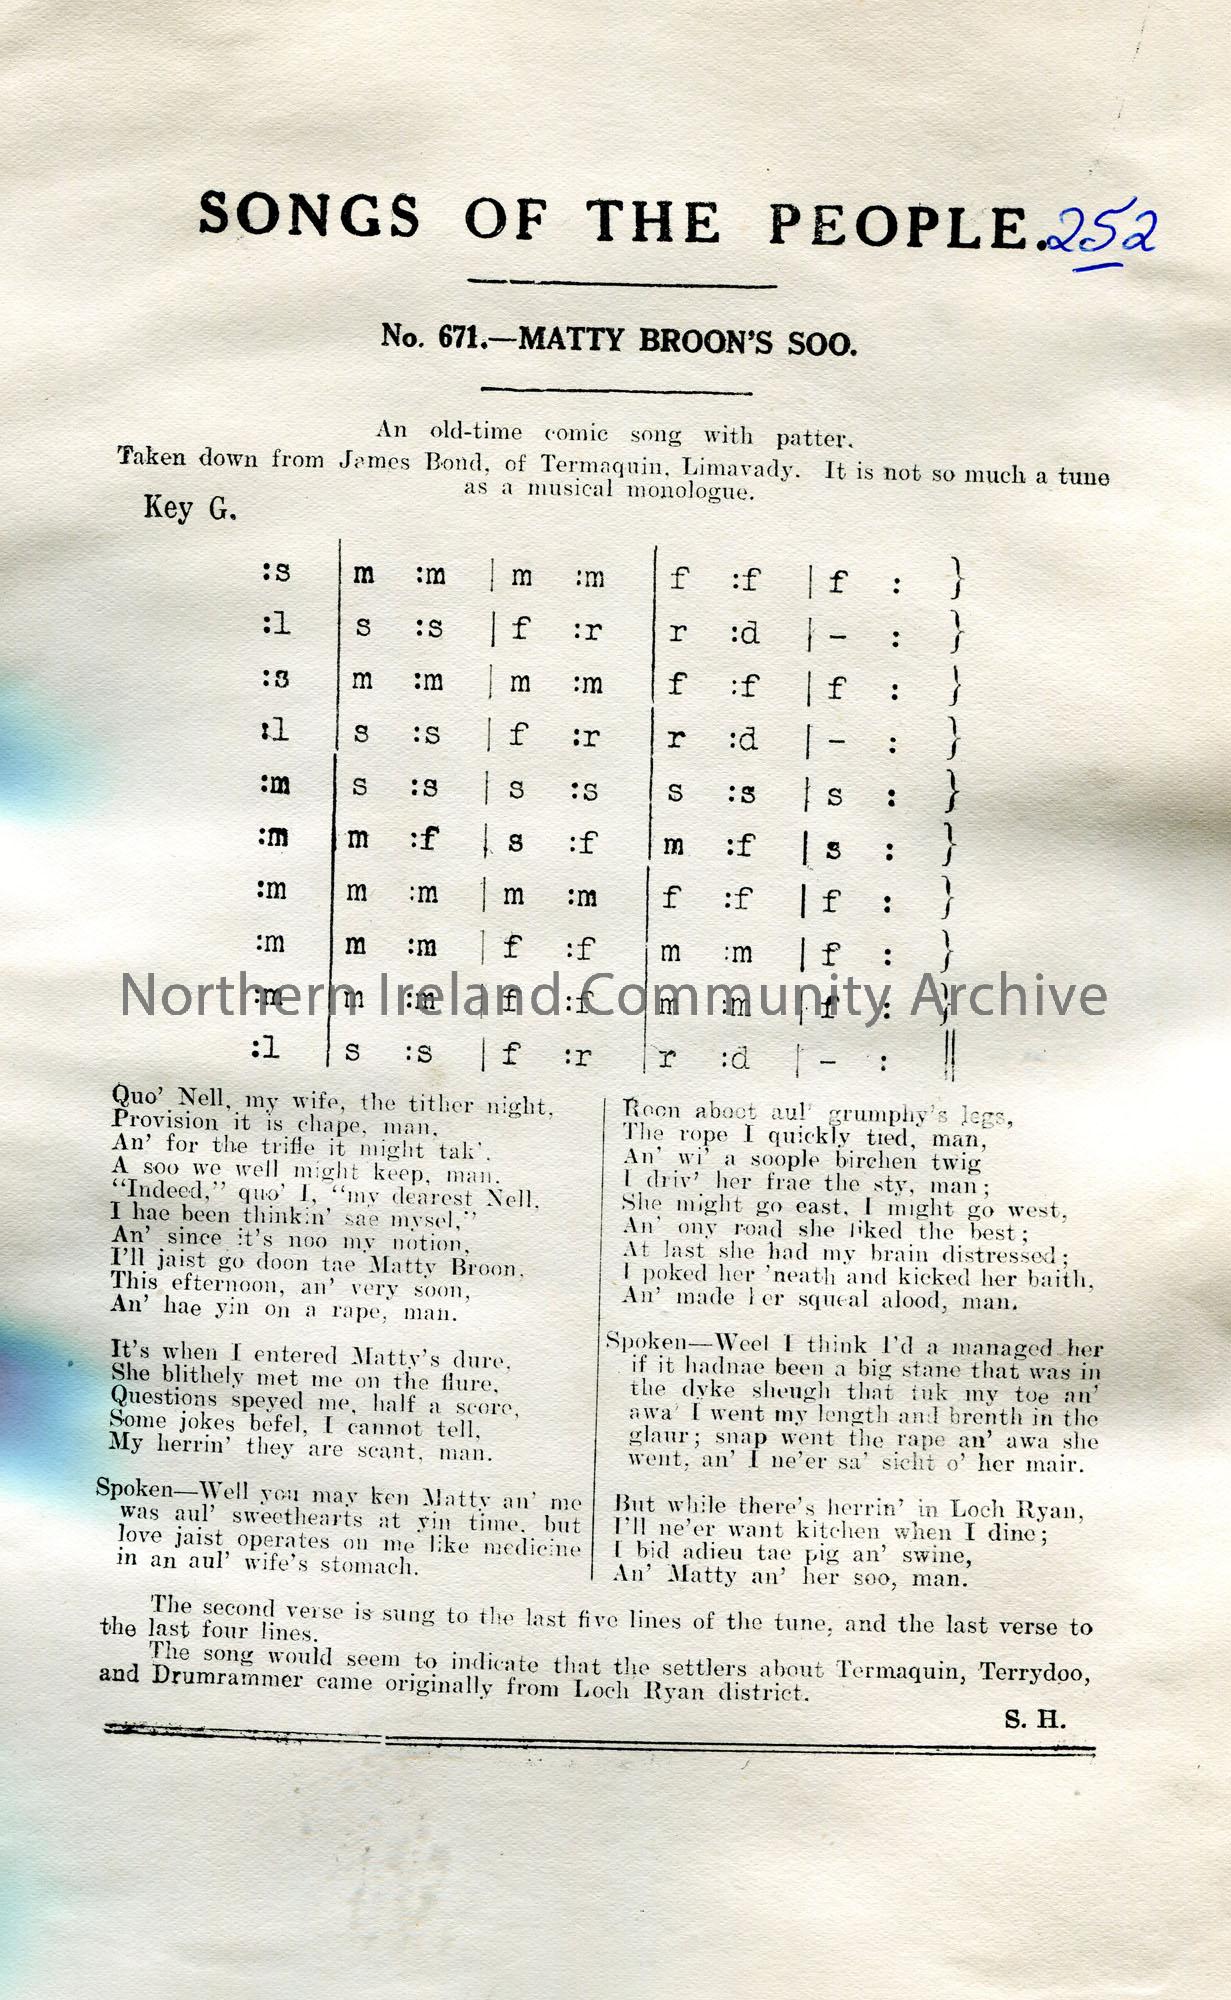 SONGS OF THE PEOPLE. 252
No. 671.—MATTY BROON'S SOO.
An old-time comic song with patter.
Taken down from James Bond, of Termaquin, Limavady. It is not so much a tune
as a musical monologue.
Key G.
:s | m :m | m :m | f :f | f : }
:l | s :s | f :r | r :d | – : }
:s | m :m | m :m | f :f | f : }
:l | s :s | f :r | r :d | – : }
:m | s :s | s :s | s :s | s : }
:m | m :f | s :f | m :f | s : }
:m | m :m | m :m | f :f | f : }
:m | m :m | f :f | m :m | f : }
:m | m :m | f :f | m :m | f : }
Northern Ireland Community Archive
:l | s :s | f :r | r :d | – : ||
Quo' Nell, my wife, the tither night,
Provision it is chape, man,
An' for the trifle it might tak'.
A soo we well might keep, man.
"Indeed," quo' I, "my dearest Nell,
I hae been thinkin' sae mysel,"
An' since it's noo my notion,
I'll jaist go doon tae Matty Broon,
This efternoon, an' very soon,
An' hae yin on a rape, man.
It's when I entered Matty's dure,
She blithely met me on the flure,
Questions speyed me, half a score,
Some jokes befel, I cannot tell,
My herrin' they are scant, man.
Spoken—Well you may ken Matty an' me
was aul' sweethearts at yin time, but
love jaist operates on me like medicine
in an aul' wife's stomach.
Roon aboot aul' grumphy's legs,
The rope I quickly tied, man,
An' wi' a soople birchen twig
I driv' her frae the sty, man;
She might go east, I might go west,
An' ony road she liked the best;
At last she had my brain distressed;
I poked her 'neath and kicked her baith,
An' made her squeal alood, man.
Spoken—Weel I think I'd a managed her
if it hadnae been a big stane that was in
the dyke sheugh that tuk my toe an'
awa' I went my length and brenth in the
glaur; snap went the rape an' awa she
went, an' I ne'er sa' sicht o' her mair.
But while there's herrin' in Loch Ryan,
I'll ne'er want kitchen when I dine;
I bid adieu tae pig an' swine,
An' Matty an' her soo, man.
The second verse is sung to the last five lines of the tune, and the last verse to
the last four lines.
The song would seem to indicate that the settlers about Termaquin, Terrydoo,
and Drumrammer came originally from Loch Ryan district.
S. H.